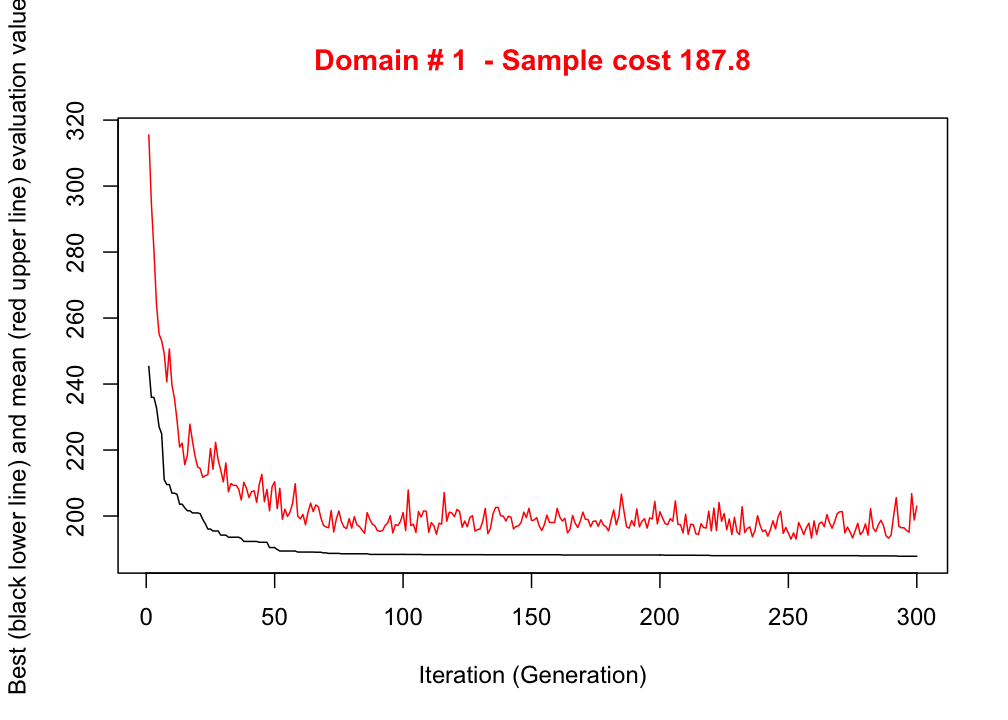 Domain # 1  - Sample cost 187.8
Best (black lower line) and mean (red upper line) evaluation value
320
300
280
260
240
220
200
0 50 100 150 200 250 300
Iteration (Generation)